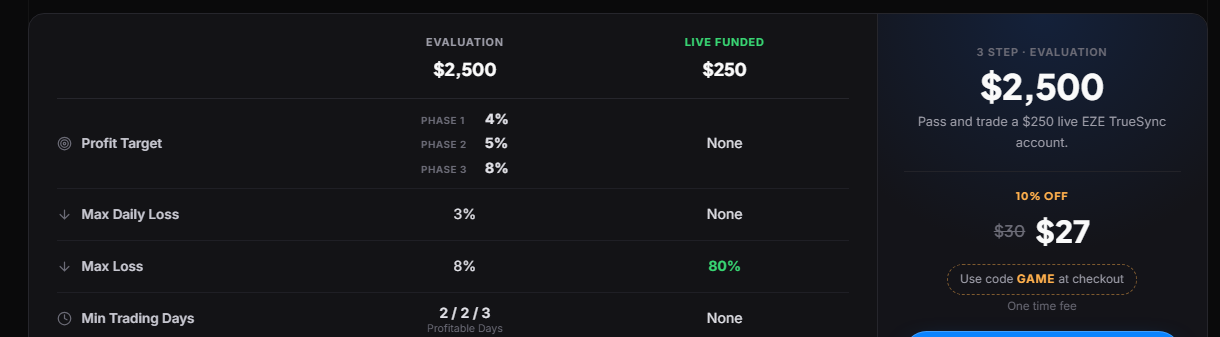 EVALUATION
$2,500
LIVE FUNDED
$250
Profit Target
PHASE 1 4%
PHASE 2 5%
PHASE 3 8%
None
Max Daily Loss 3% None
Max Loss 8% 80%
Min Trading Days 2 / 2 / 3 None
Profitable Days
3 STEP · EVALUATION
$2,500
Pass and trade a $250 live EZE TrueSync
account.
10% OFF
$30 $27
Use code GAME at checkout
One time fee